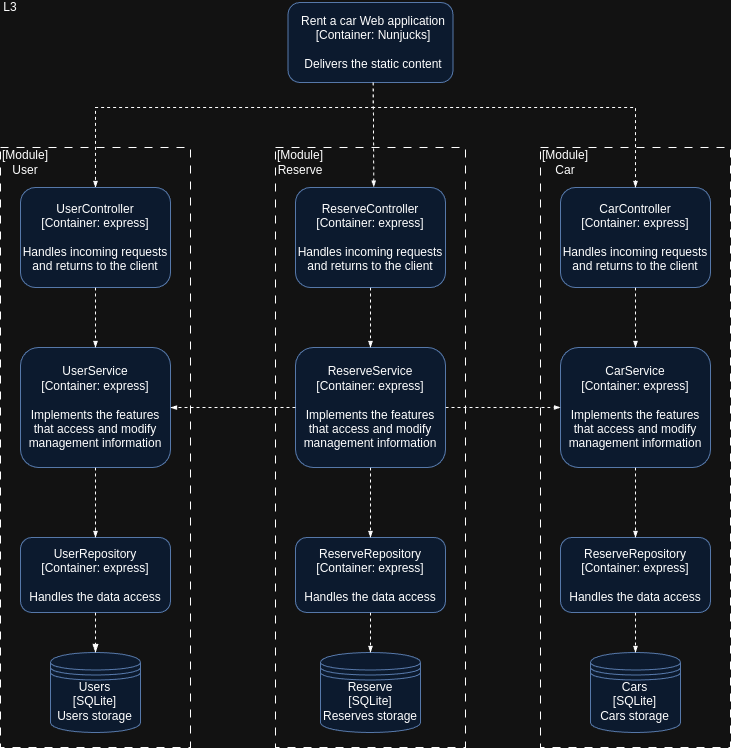 L3
Rent a car Web application
[Container: Nunjucks]
Delivers the static content
[Module]
User
UserController
[Container: express]
Handles incoming requests
and returns to the client
UserService
[Container: express]
Implements the features
that access and modify
management information
UserRepository
[Container: express]
Handles the data access
Users
[SQLite]
Users storage
[Module]
Reserve
ReserveController
[Container: express]
Handles incoming requests
and returns to the client
ReserveService
[Container: express]
Implements the features
that access and modify
management information
ReserveRepository
[Container: express]
Handles the data access
Reserve
[SQLite]
Reserves storage
[Module]
Car
CarController
[Container: express]
Handles incoming requests
and returns to the client
CarService
[Container: express]
Implements the features
that access and modify
management information
ReserveRepository
[Container: express]
Handles the data access
Cars
[SQLite]
Cars storage